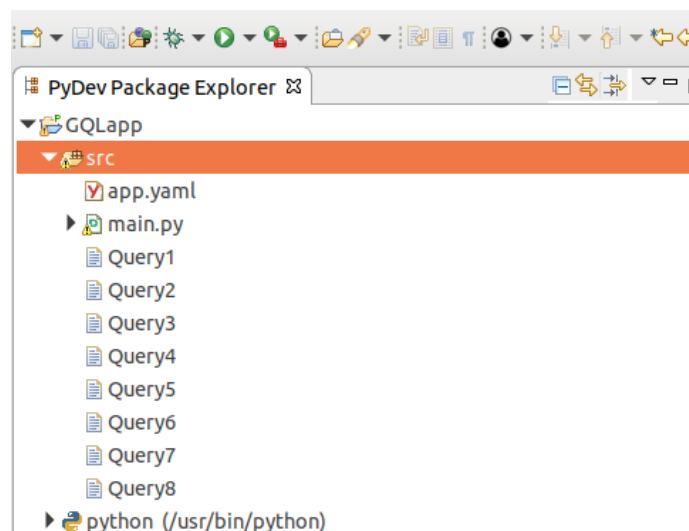 PyDev Package Explorer
GQLapp
src
app.yaml
main.py
Query1
Query2
Query3
Query4
Query5
Query6
Query7
Query8
python (/usr/bin/python)